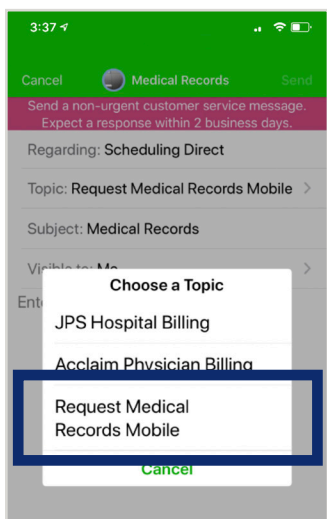 3:37
Cancel Medical Records Send
Send a non-urgent customer service message.
Expect a response within 2 business days.
Regarding: Scheduling Direct
Topic: Request Medical Records Mobile
Subject: Medical Records
Visible to: Me
Choose a Topic
JPS Hospital Billing
Acclaim Physician Billing
Request Medical
Records Mobile
Cancel